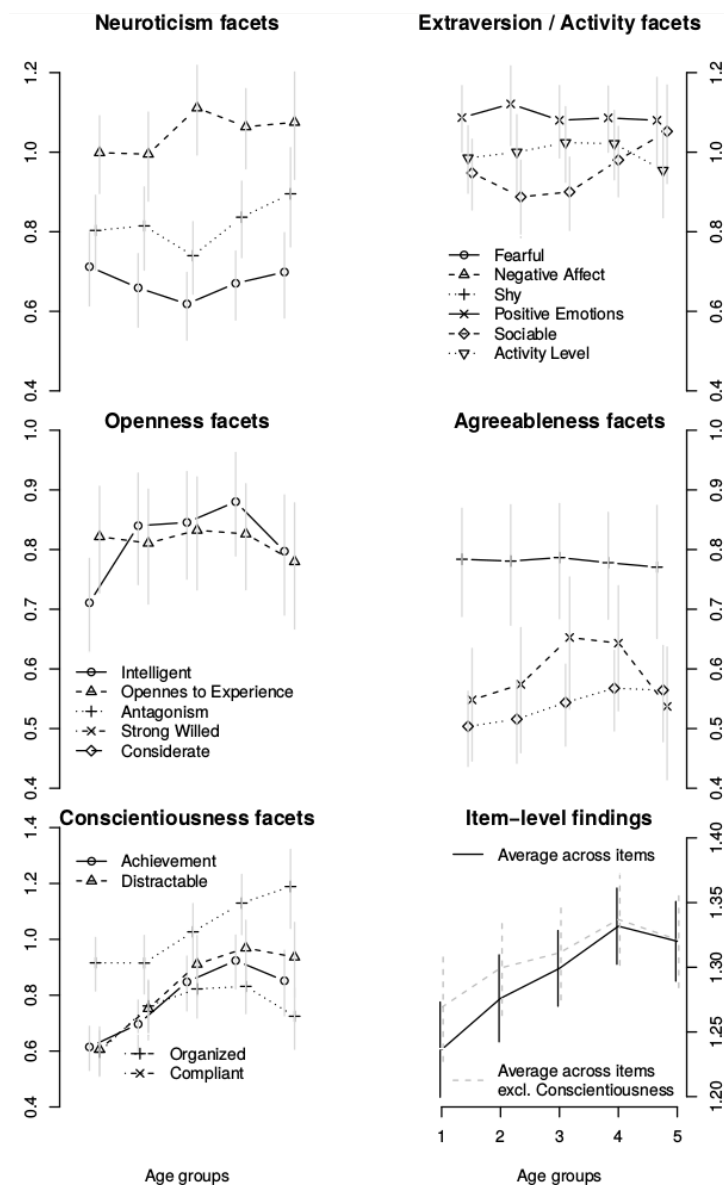 Neuroticism facets
1.2
1.0
0.8
0.6
0.4
Extraversion / Activity facets
1.2
1.0
0.8
0.6
0.4
Fearful
Negative Affect
Shy
Positive Emotions
Sociable
Activity Level
Openness facets
1.0
0.9
0.8
0.7
0.6
0.5
0.4
Intelligent
Opennes to Experience
Antagonism
Strong Willed
Considerate
Agreeableness facets
1.0
0.9
0.8
0.7
0.6
0.5
0.4
Conscientiousness facets
1.4
1.2
1.0
0.8
0.6
0.4
Achievement
Distractable
Organized
Compliant
Age groups
Item-level findings
1.40
1.35
1.30
1.25
1.20
Average across items
Average across items
excl. Conscientiousness
1 2 3 4 5
Age groups